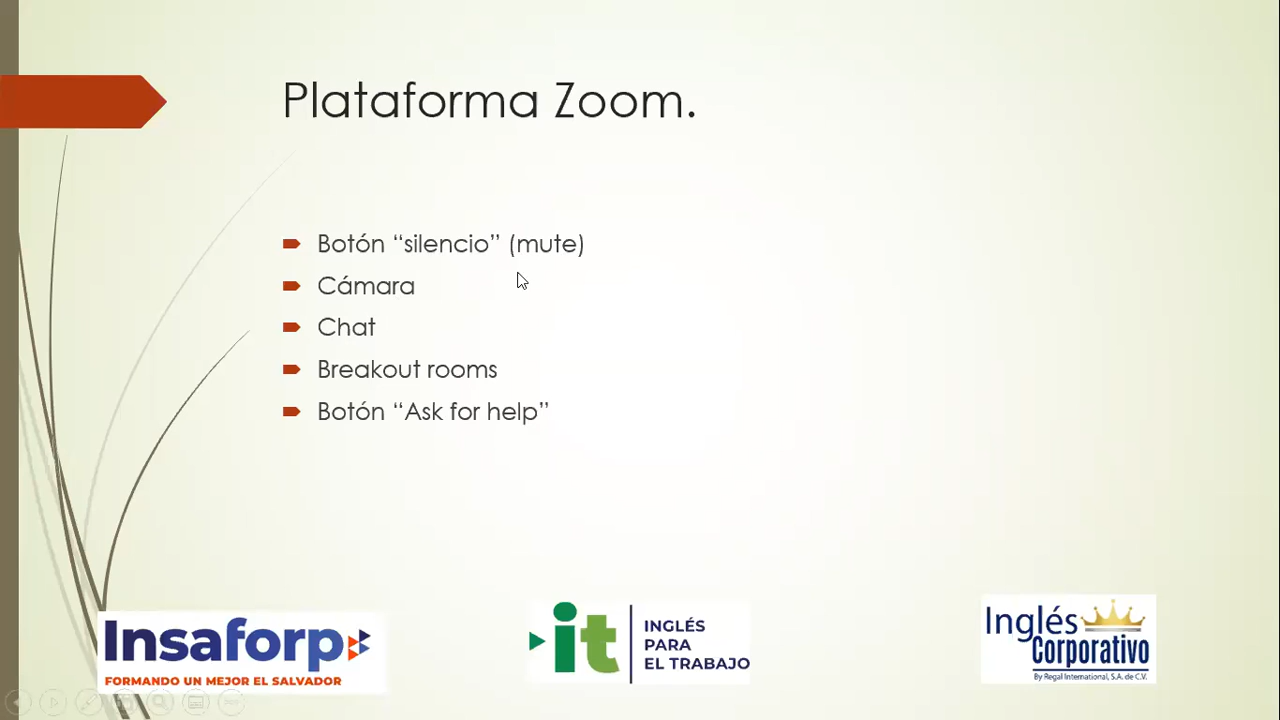 Plataforma Zoom.
Botón “silencio” (mute)
Cámara
Chat
Breakout rooms
Botón “Ask for help”
Insaforp
FORMANDO UN MEJOR EL SALVADOR
it
INGLÉS
PARA
EL TRABAJO
Inglés
Corporativo
By Regal International, S.A. de C.V.